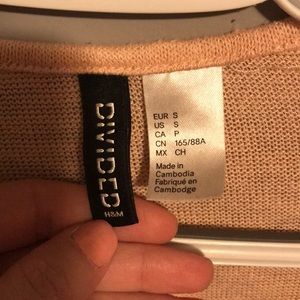 DIVIDED
H&M
EUR S
US S
CA P
CN 165/88A
MX CH
Made in
Cambodia
Fabriqué en
Cambodge